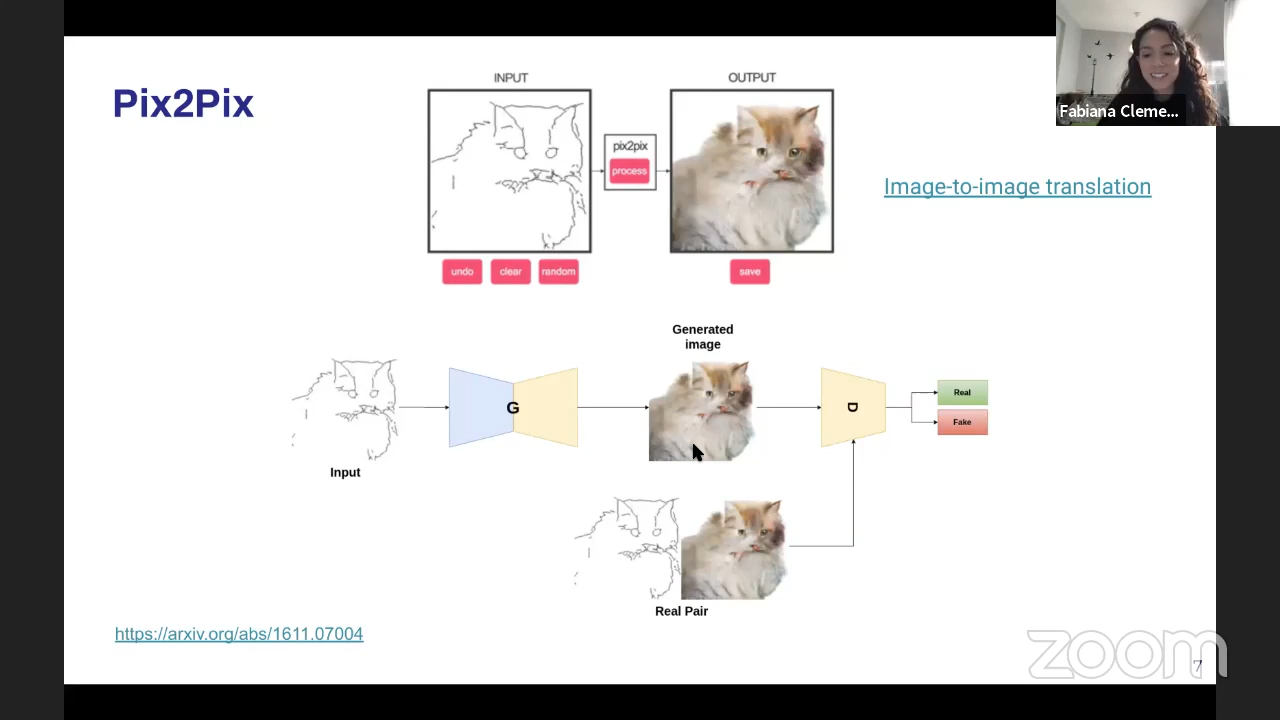 Pix2Pix
INPUT
OUTPUT
pix2pix
process
undo
clear
random
save
Fabiana Cleme...
Image-to-image translation
Generated
image
G
D
Real
Fake
Input
Real Pair
https://arxiv.org/abs/1611.07004
zoom
7